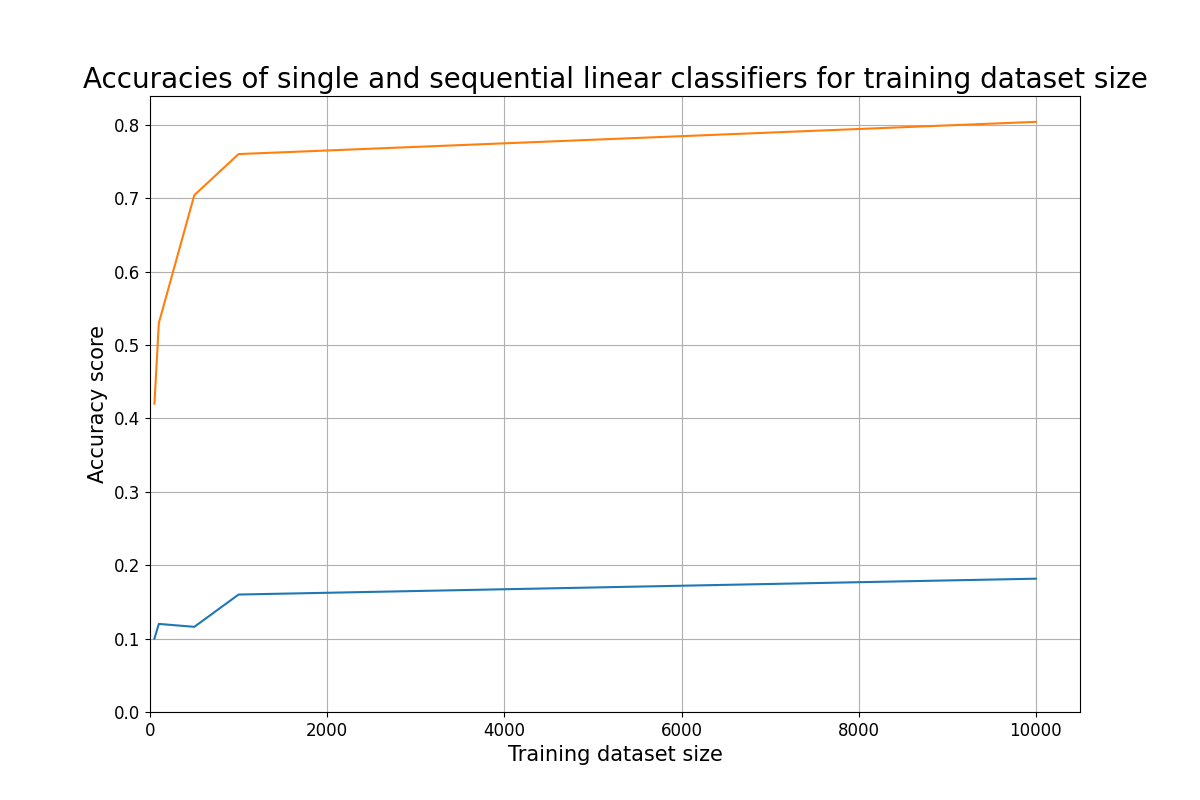 Accuracies of single and sequential linear classifiers for training dataset size
0.8
0.7
0.6
0.5
0.4
0.3
0.2
0.1
0.0
Accuracy score
0 2000 4000 6000 8000 10000
Training dataset size